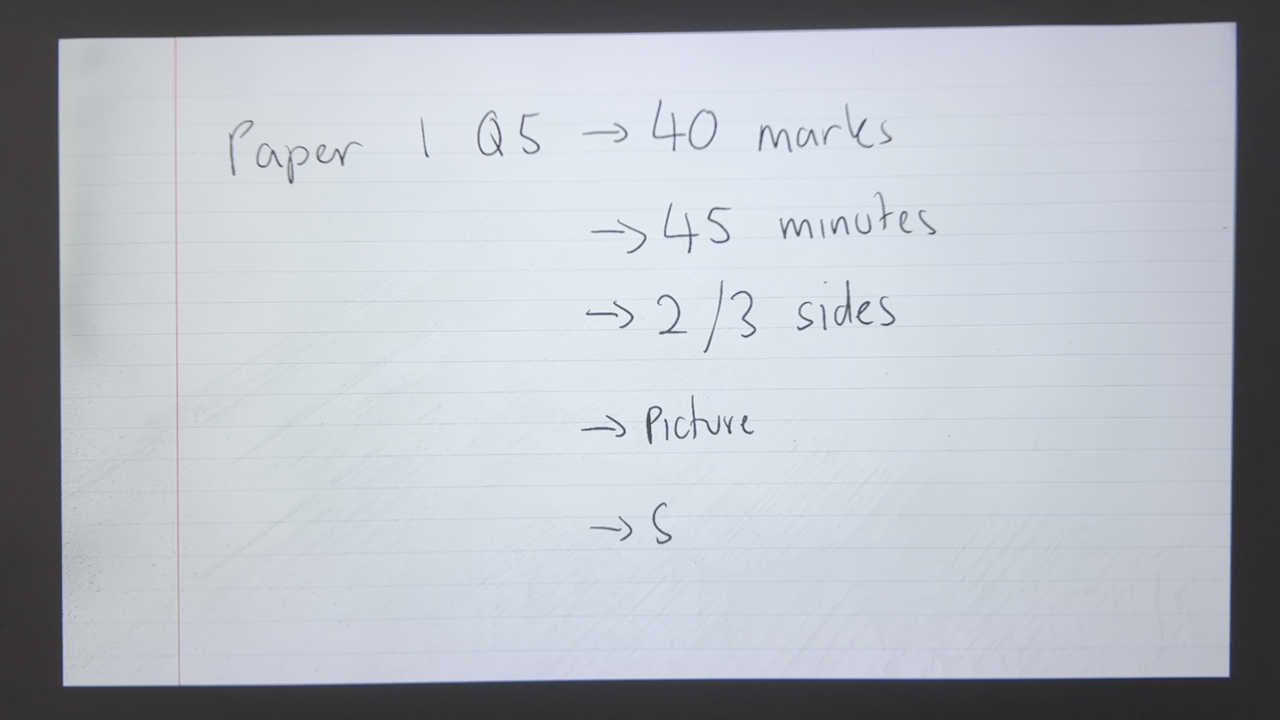 Paper 1 Q5 → 40 marks
→ 45 minutes
→ 2/3 sides
→ Picture
→ S